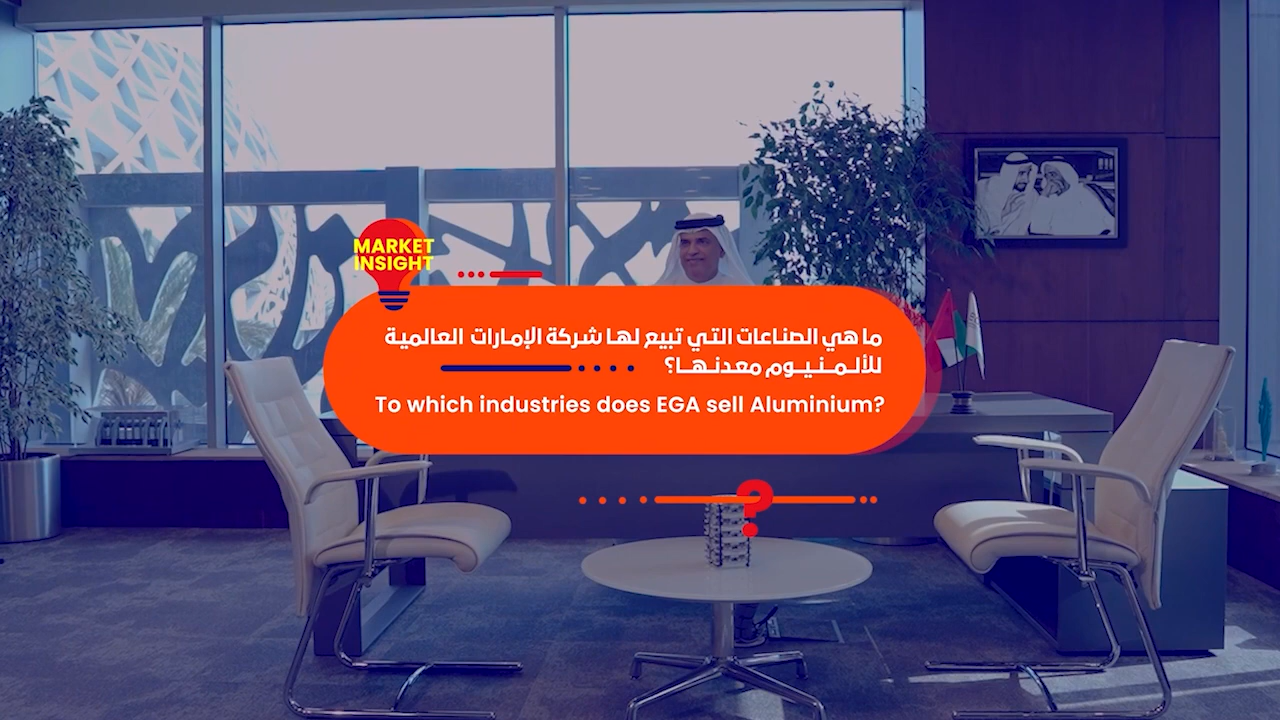 MARKET
INSIGHT
ما هي الصناعات التي تبيع لها شركة الإمارات العالمية
للألـمـنـيـوم معدنـهـا؟
To which industries does EGA sell Aluminium?
?